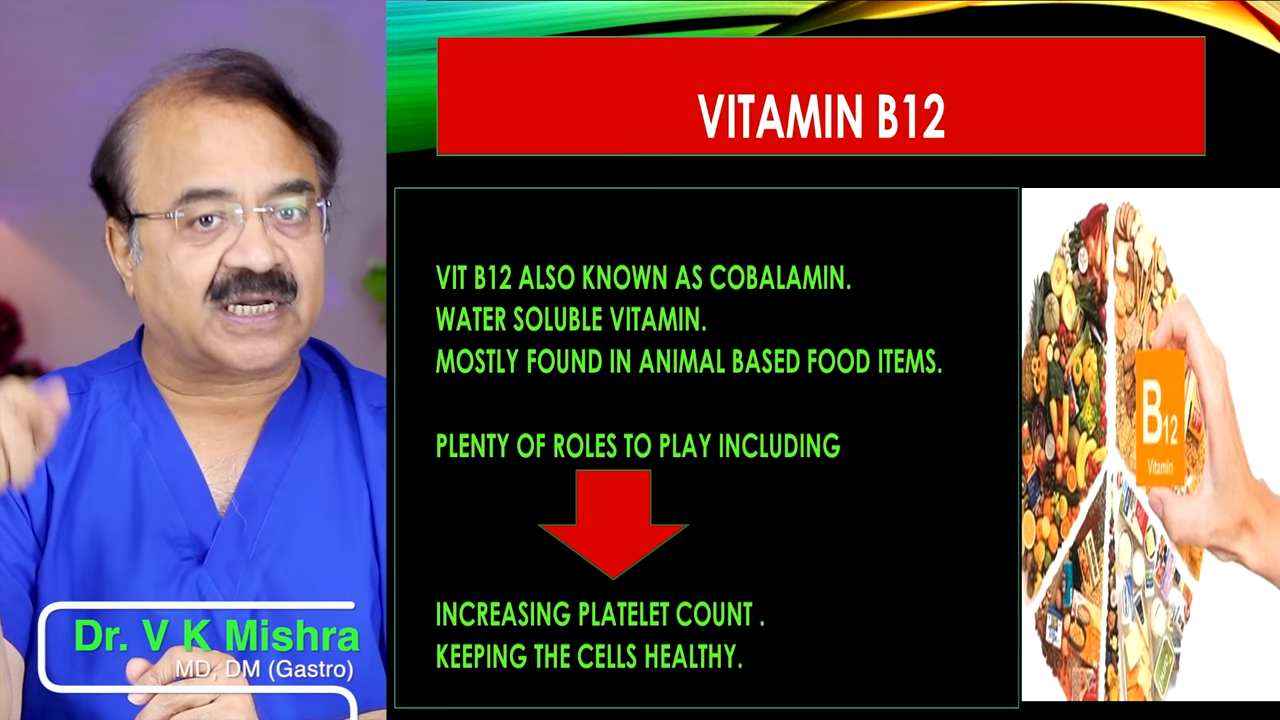 VITAMIN B12
VIT B12 ALSO KNOWN AS COBALAMIN.
WATER SOLUBLE VITAMIN.
MOSTLY FOUND IN ANIMAL BASED FOOD ITEMS.
PLENTY OF ROLES TO PLAY INCLUDING
INCREASING PLATELET COUNT .
KEEPING THE CELLS HEALTHY.
B12
Vitamin
Dr. V K Mishra
MD, DM (Gastro)